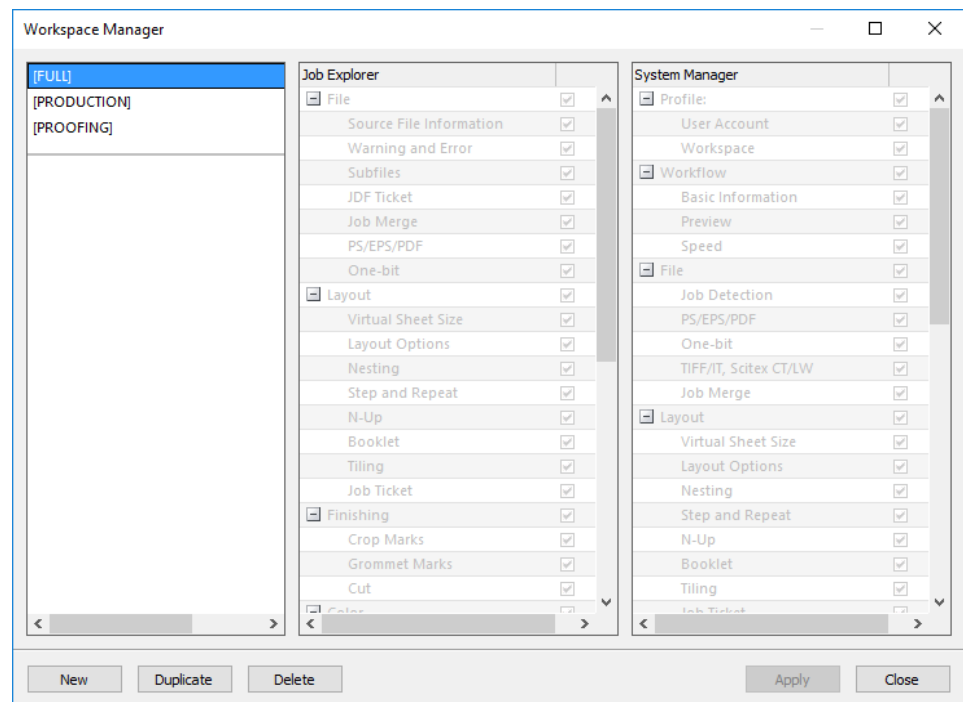 Workspace Manager
[FULL]
[PRODUCTION]
[PROOFING]
Job Explorer
File
Source File Information
Warning and Error
Subfiles
JDF Ticket
Job Merge
PS/EPS/PDF
One-bit
Layout
Virtual Sheet Size
Layout Options
Nesting
Step and Repeat
N-Up
Booklet
Tiling
Job Ticket
Finishing
Crop Marks
Grommet Marks
Cut
Color
System Manager
Profile:
User Account
Workspace
Workflow
Basic Information
Preview
Speed
File
Job Detection
PS/EPS/PDF
One-bit
TIFF/IT, Scitex CT/LW
Job Merge
Layout
Virtual Sheet Size
Layout Options
Nesting
Step and Repeat
N-Up
Booklet
Tiling
Job Ticket
New
Duplicate
Delete
Apply
Close